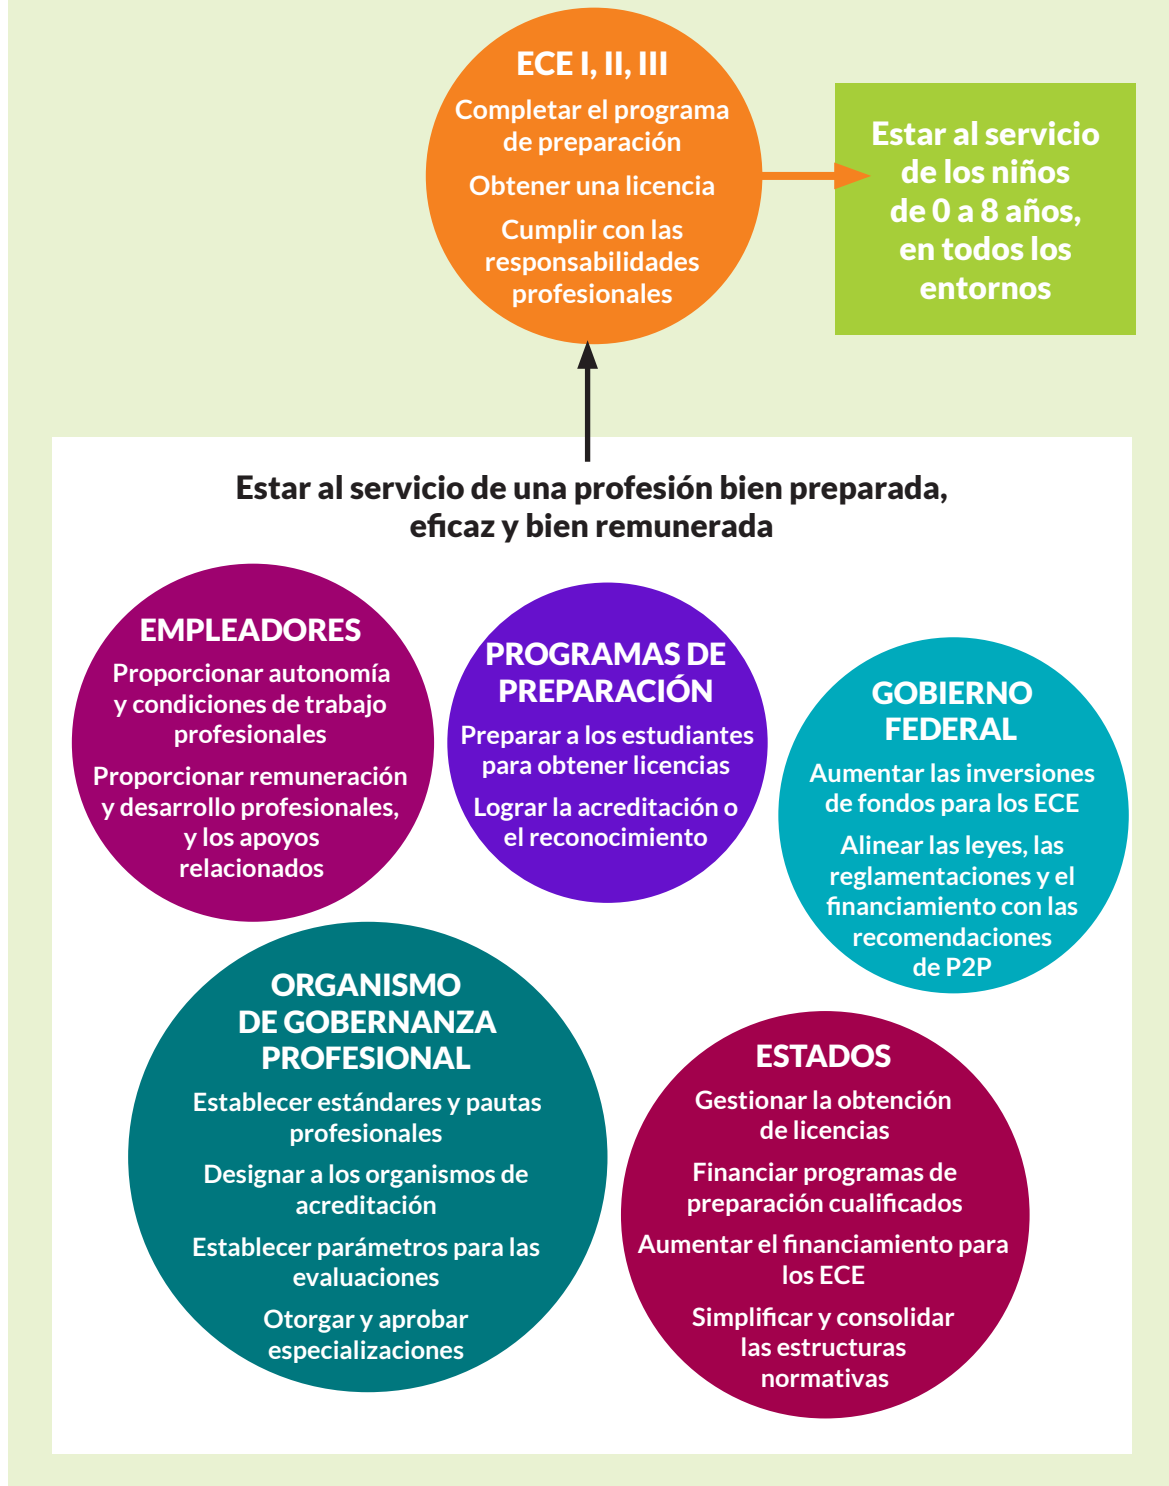 ECE I, II, III
Completar el programa
de preparación
Obtener una licencia
Cumplir con las
responsabilidades
profesionales
Estar al servicio
de los niños
de 0 a 8 años,
en todos los
entornos
Estar al servicio de una profesión bien preparada,
eficaz y bien remunerada
EMPLEADORES
Proporcionar autonomía
y condiciones de trabajo
profesionales
Proporcionar remuneración
y desarrollo profesionales,
y los apoyos
relacionados
PROGRAMAS DE
PREPARACIÓN
Preparar a los estudiantes
para obtener licencias
Lograr la acreditación o
el reconocimiento
GOBIERNO
FEDERAL
Aumentar las inversiones
de fondos para los ECE
Alinear las leyes, las
reglamentaciones y el
financiamiento con las
recomendaciones
de P2P
ORGANISMO
DE GOBERNANZA
PROFESIONAL
Establecer estándares y pautas
profesionales
Designar a los organismos de
acreditación
Establecer parámetros para las
evaluaciones
Otorgar y aprobar
especializaciones
ESTADOS
Gestionar la obtención
de licencias
Financiar programas de
preparación cualificados
Aumentar el financiamiento para
los ECE
Simplificar y consolidar
las estructuras
normativas